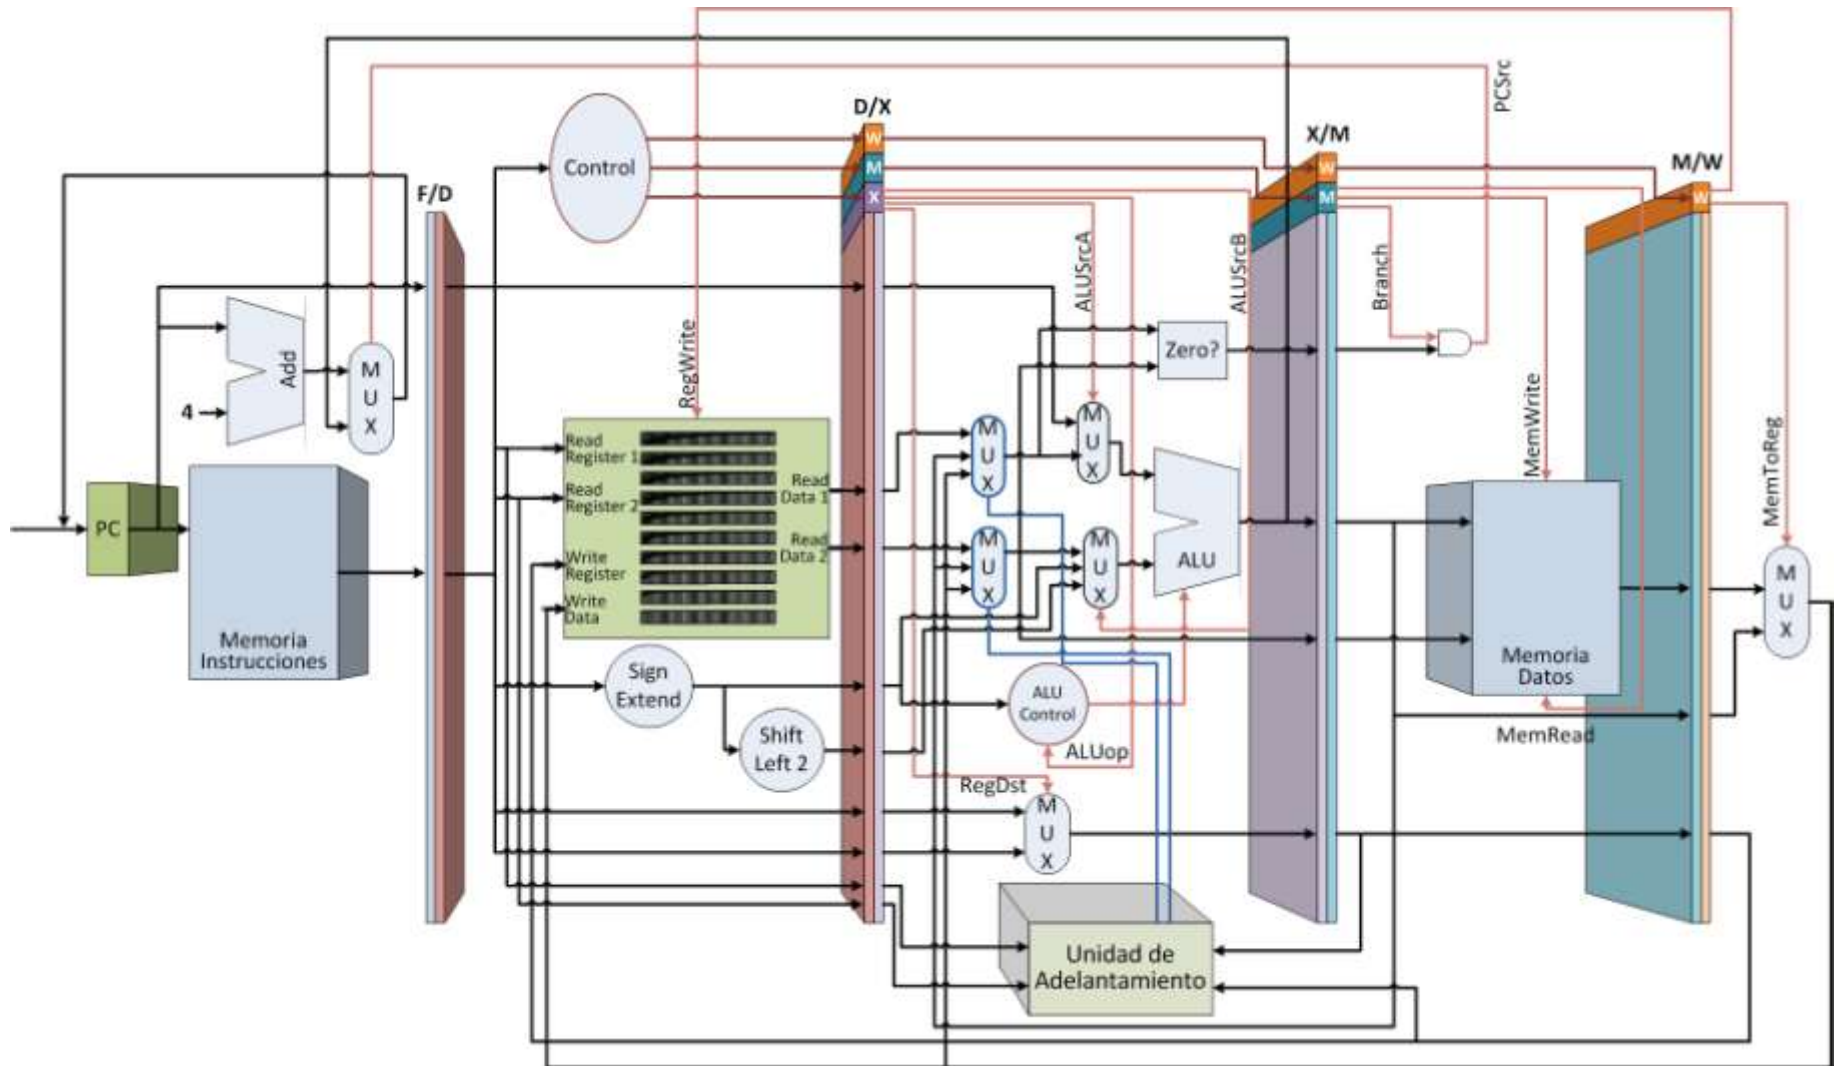 PCSrc
D/X
X/M
M/W
F/D
W
M
X
W
M
W
Control
ALUSrcA
ALUSrcB
Branch
RegWrite
Zero?
Add
4
M
U
X
MemWrite
MemToReg
Read
Register 1
Read
Register 2
Write
Register
Write
Data
Read
Data 1
Read
Data 2
M
U
X
M
U
X
M
U
X
M
U
X
ALU
PC
Memoria
Instrucciones
Memoria
Datos
M
U
X
Sign
Extend
Shift
Left 2
ALU
Control
ALUop
MemRead
RegDst
M
U
X
Unidad de
Adelantamiento